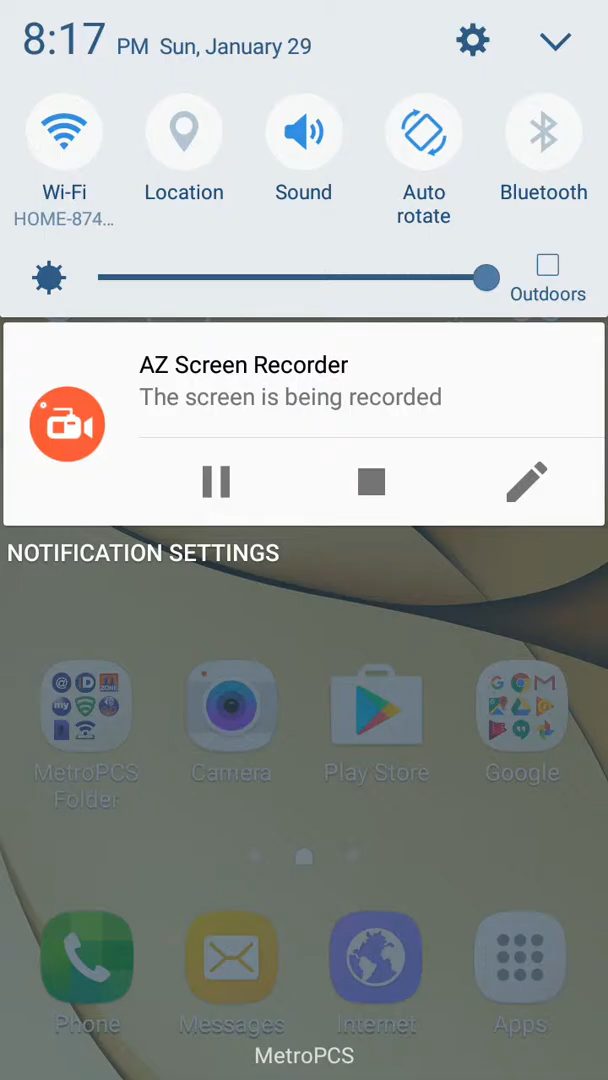 8:17 PM Sun, January 29
Wi-Fi
HOME-874...
Location
Sound
Auto
rotate
Bluetooth
Outdoors
AZ Screen Recorder
The screen is being recorded
NOTIFICATION SETTINGS
MetroPCS
Folder
Camera
Play Store
Google
Phone
Messages
Internet
Apps
MetroPCS